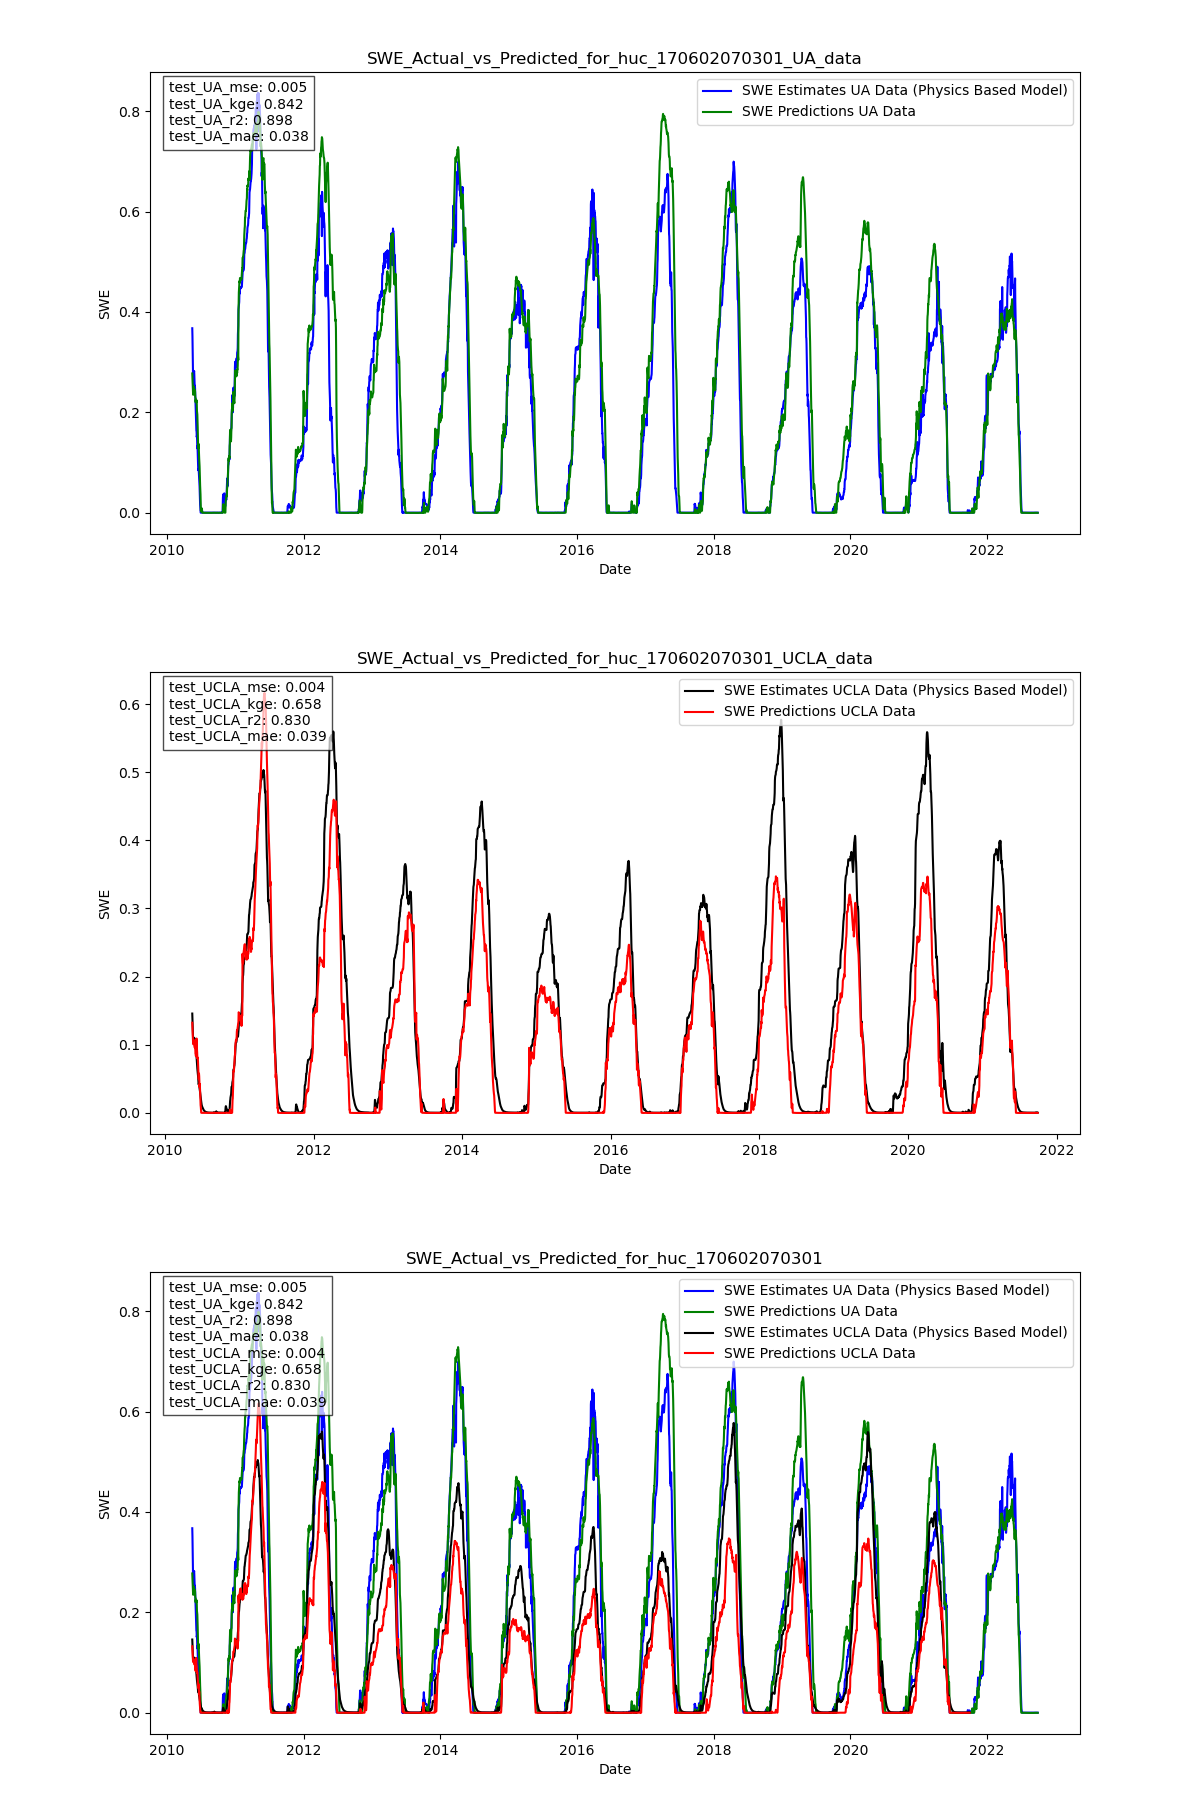 SWE_Actual_vs_Predicted_for_huc_170602070301_UA_data
test_UA_mse: 0.005
test_UA_kge: 0.842
test_UA_r2: 0.898
test_UA_mae: 0.038
SWE Estimates UA Data (Physics Based Model)
SWE Predictions UA Data
0.8
0.6
0.4
0.2
0.0
SWE
2010 2012 2014 2016 2018 2020 2022
Date
SWE_Actual_vs_Predicted_for_huc_170602070301_UCLA_data
test_UCLA_mse: 0.004
test_UCLA_kge: 0.658
test_UCLA_r2: 0.830
test_UCLA_mae: 0.039
SWE Estimates UCLA Data (Physics Based Model)
SWE Predictions UCLA Data
0.6
0.5
0.4
0.3
0.2
0.1
0.0
SWE
2010 2012 2014 2016 2018 2020 2022
Date
SWE_Actual_vs_Predicted_for_huc_170602070301
test_UA_mse: 0.005
test_UA_kge: 0.842
test_UA_r2: 0.898
test_UA_mae: 0.038
test_UCLA_mse: 0.004
test_UCLA_kge: 0.658
test_UCLA_r2: 0.830
test_UCLA_mae: 0.039
SWE Estimates UA Data (Physics Based Model)
SWE Predictions UA Data
SWE Estimates UCLA Data (Physics Based Model)
SWE Predictions UCLA Data
0.8
0.6
0.4
0.2
0.0
SWE
2010 2012 2014 2016 2018 2020 2022
Date